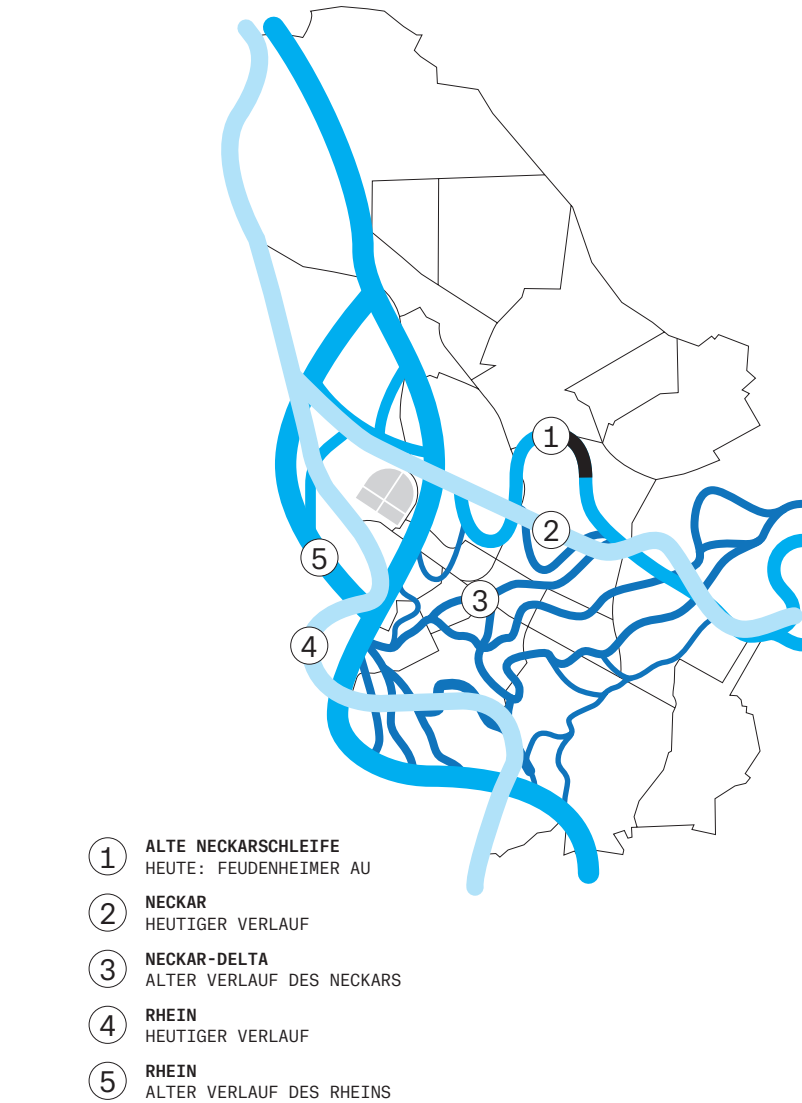 1
2
5
3
4
1 ALTE NECKARSCHLEIFE
HEUTE: FEUDENHEIMER AU
2 NECKAR
HEUTIGER VERLAUF
3 NECKAR-DELTA
ALTER VERLAUF DES NECKARS
4 RHEIN
HEUTIGER VERLAUF
5 RHEIN
ALTER VERLAUF DES RHEINS